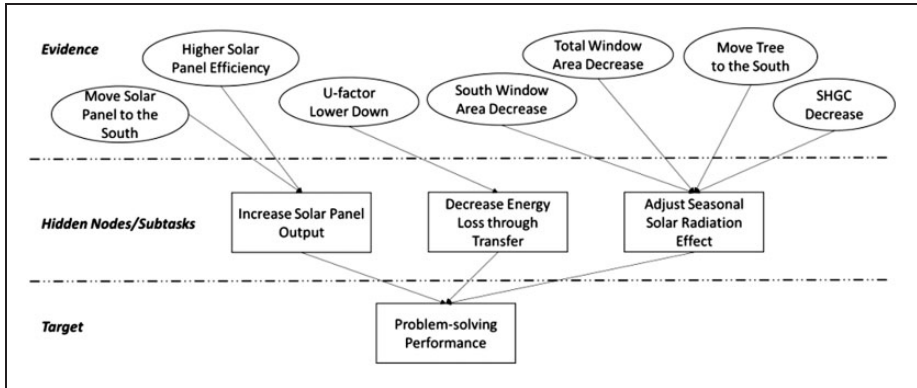 Evidence
Higher Solar
Panel Efficiency
Move Solar
Panel to the
South
U-factor
Lower Down
South Window
Area Decrease
Total Window
Area Decrease
Move Tree
to the South
SHGC
Decrease
Hidden Nodes/Subtasks
Increase Solar Panel
Output
Decrease Energy
Loss through
Transfer
Adjust Seasonal
Solar Radiation
Effect
Target
Problem-solving
Performance